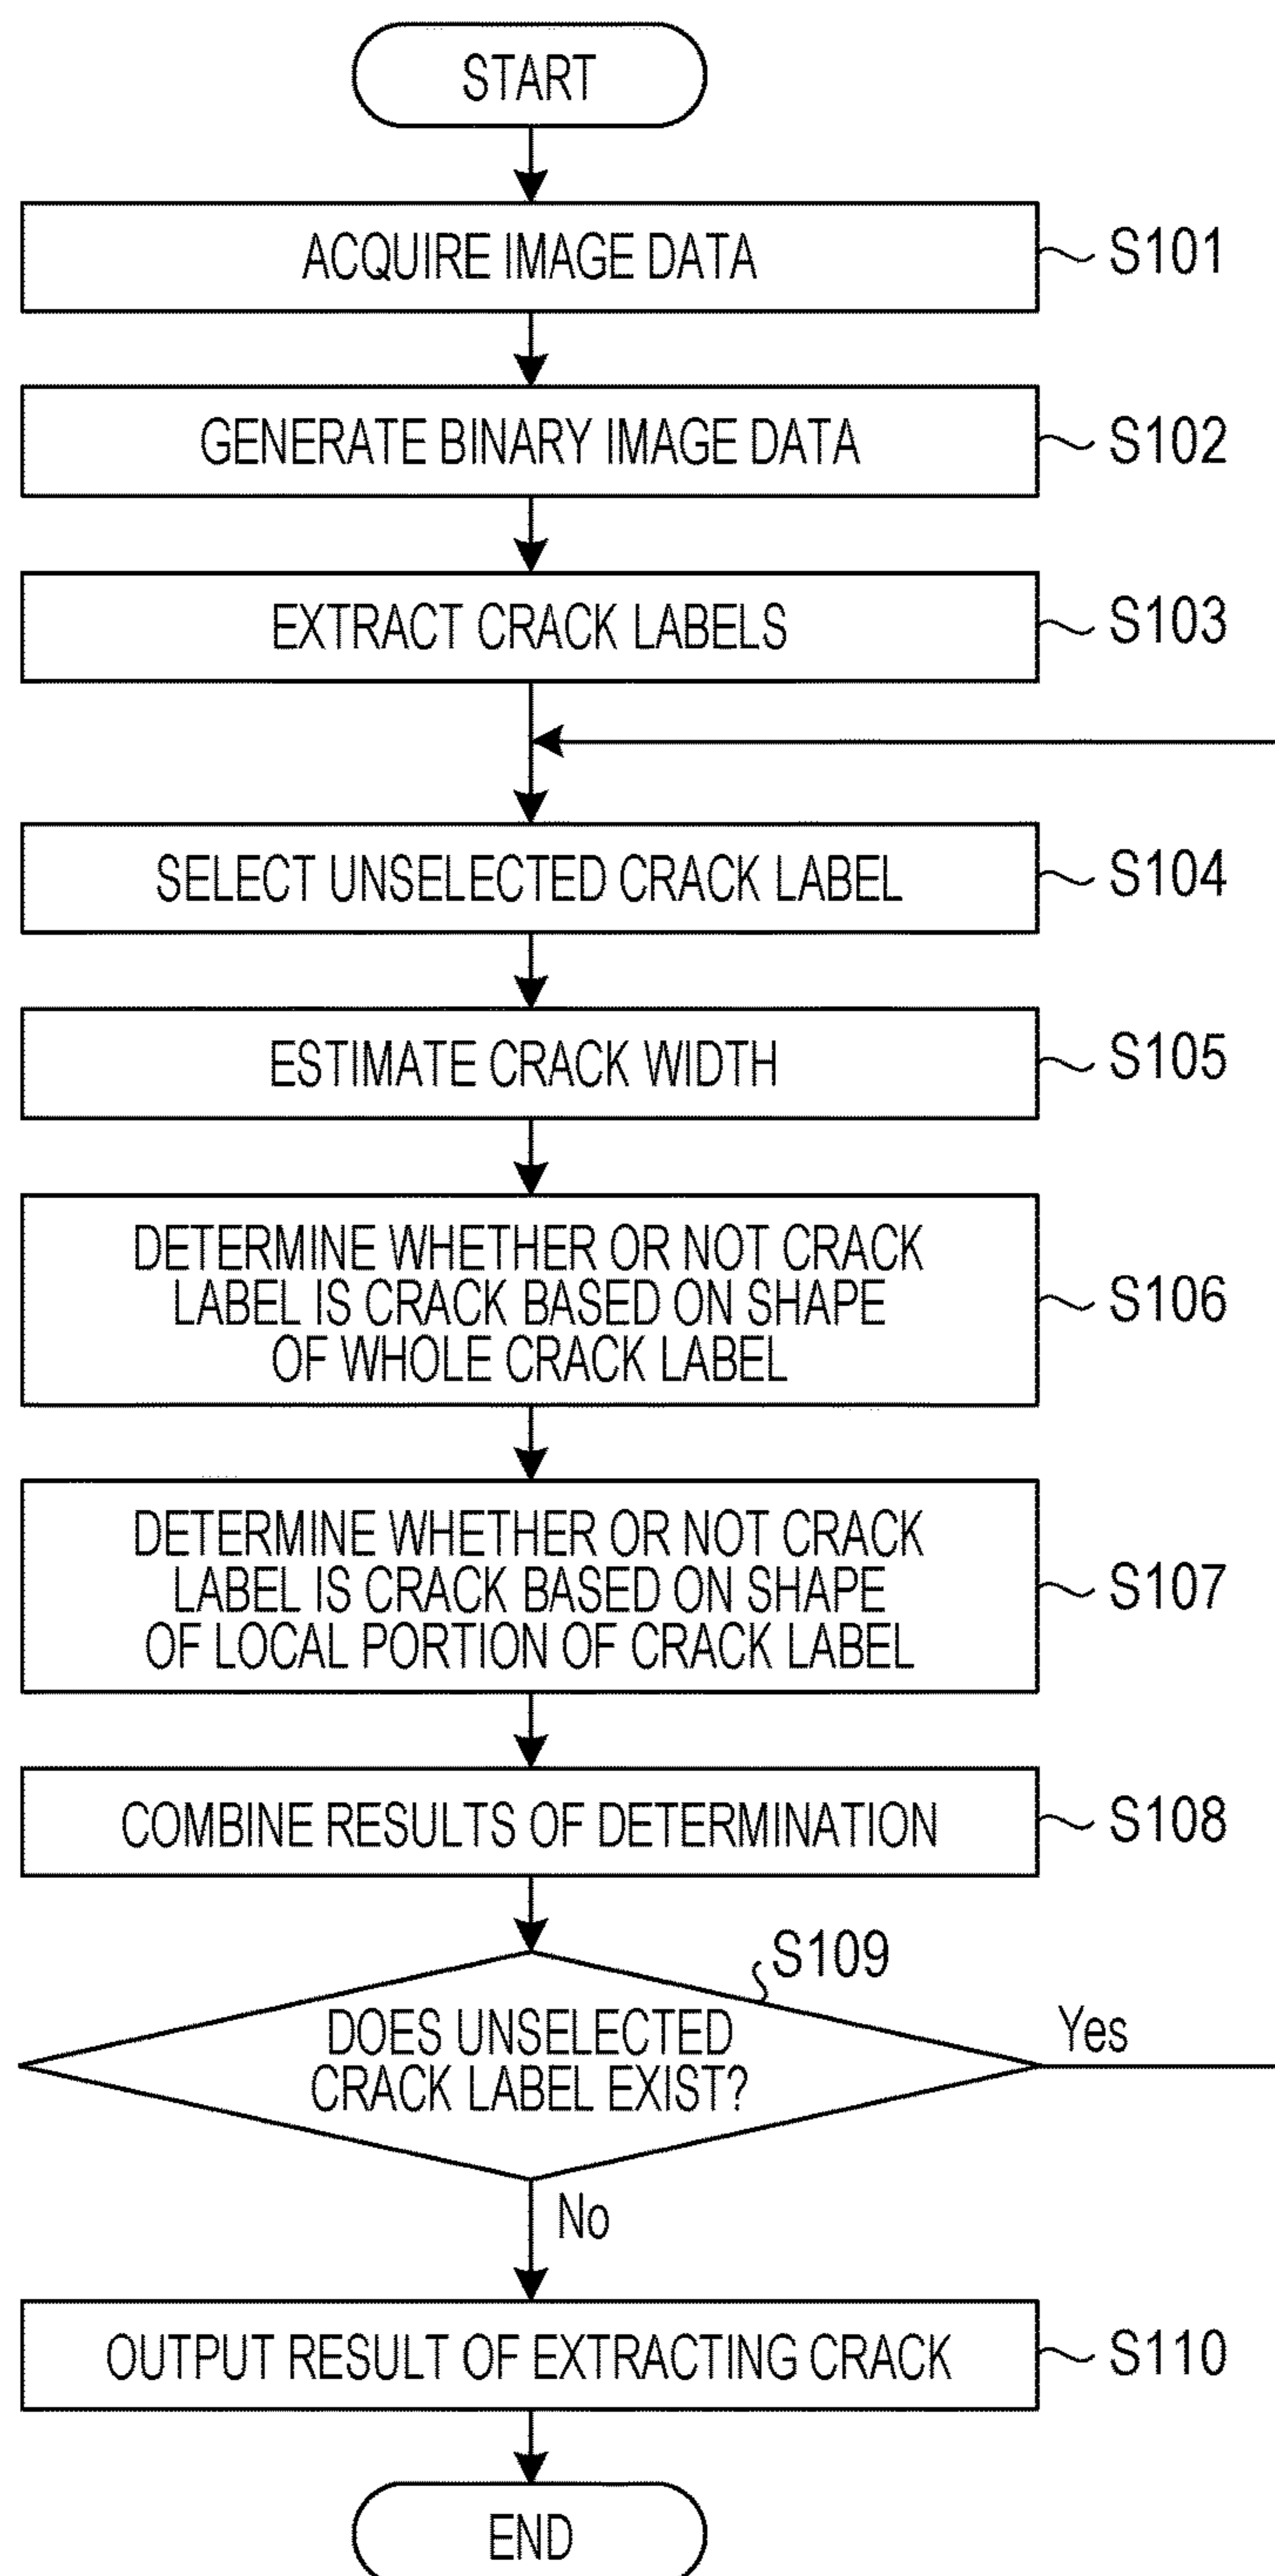 START
ACQUIRE IMAGE DATA
S101
GENERATE BINARY IMAGE DATA
S102
EXTRACT CRACK LABELS
S103
SELECT UNSELECTED CRACK LABEL
S104
ESTIMATE CRACK WIDTH
S105
DETERMINE WHETHER OR NOT CRACK
LABEL IS CRACK BASED ON SHAPE
OF WHOLE CRACK LABEL
S106
DETERMINE WHETHER OR NOT CRACK
LABEL IS CRACK BASED ON SHAPE
OF LOCAL PORTION OF CRACK LABEL
S107
COMBINE RESULTS OF DETERMINATION
S108
S109
DOES UNSELECTED
CRACK LABEL EXIST?
Yes
No
OUTPUT RESULT OF EXTRACTING CRACK
S110
END